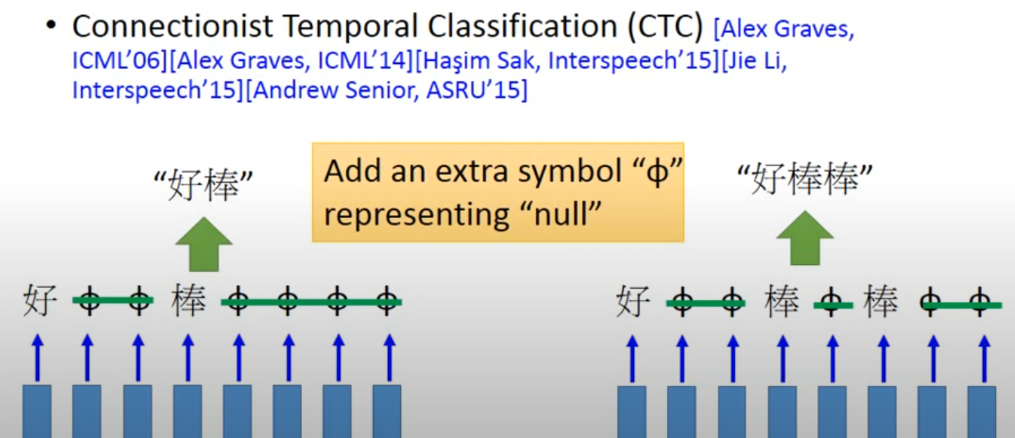 • Connectionist Temporal Classification (CTC) [Alex Graves,
ICML’06][Alex Graves, ICML’14][Haşim Sak, Interspeech’15][Jie Li,
Interspeech’15][Andrew Senior, ASRU’15]
“好棒”
Add an extra symbol “ϕ”
representing “null”
“好棒棒”
好 ϕ ϕ 棒 ϕ ϕ ϕ ϕ
好 ϕ ϕ 棒 ϕ 棒 ϕ ϕ